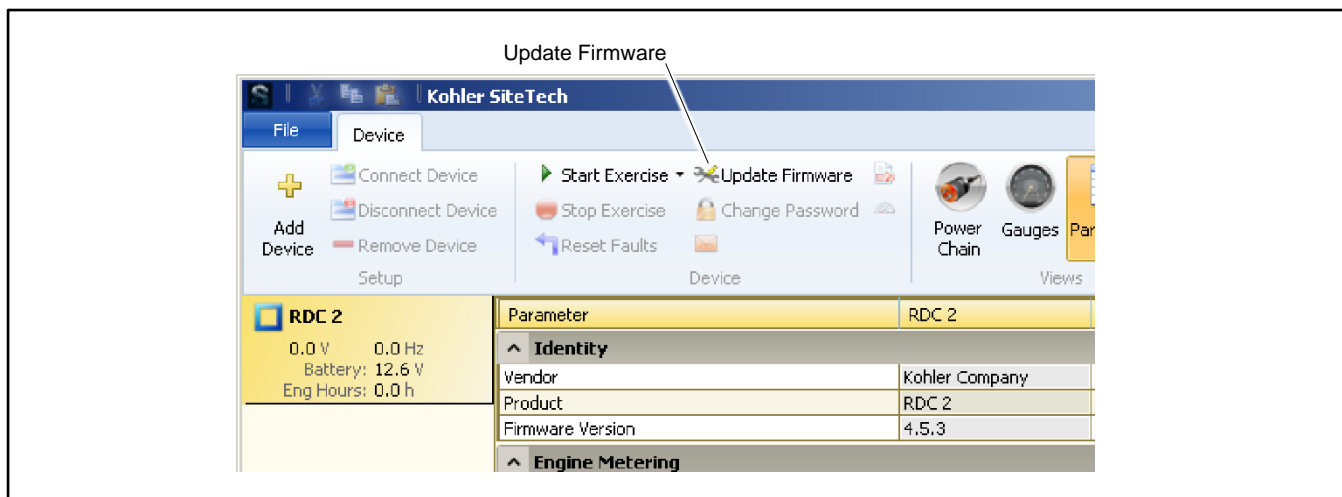 Update Firmware
Kohler SiteTech
File
Device
Add
Device
Connect Device
Disconnect Device
Remove Device
Setup
Start Exercise
Stop Exercise
Reset Faults
Update Firmware
Change Password
Device
Power
Chain
Gauges
Par
Views
RDC 2
0.0 V 0.0 Hz
Battery: 12.6 V
Eng Hours: 0.0 h
Parameter RDC 2
Identity
Vendor Kohler Company
Product RDC 2
Firmware Version 4.5.3
Engine Metering